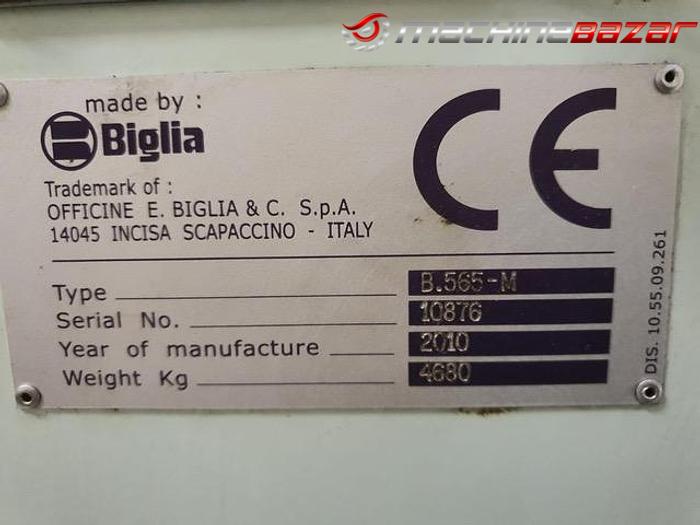 machineBazar
made by :
Biglia
CE
Trademark of :
OFFICINE E. BIGLIA & C. S.p.A.
14045 INCISA SCAPACCINO - ITALY
Type B.565-M
Serial No. 10876
Year of manufacture 2010
Weight Kg 4680
DIS. 10.55.09.261